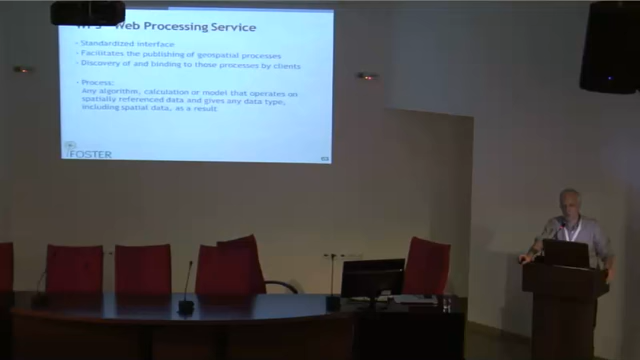 WPS - Web Processing Service
- Standardized interface
- Facilitates the publishing of geospatial processes
- Discovery of and binding to those processes by clients
- Process:
Any algorithm, calculation or model that operates on
spatially referenced data and gives any data type,
including spatial data, as a result
FOSTER